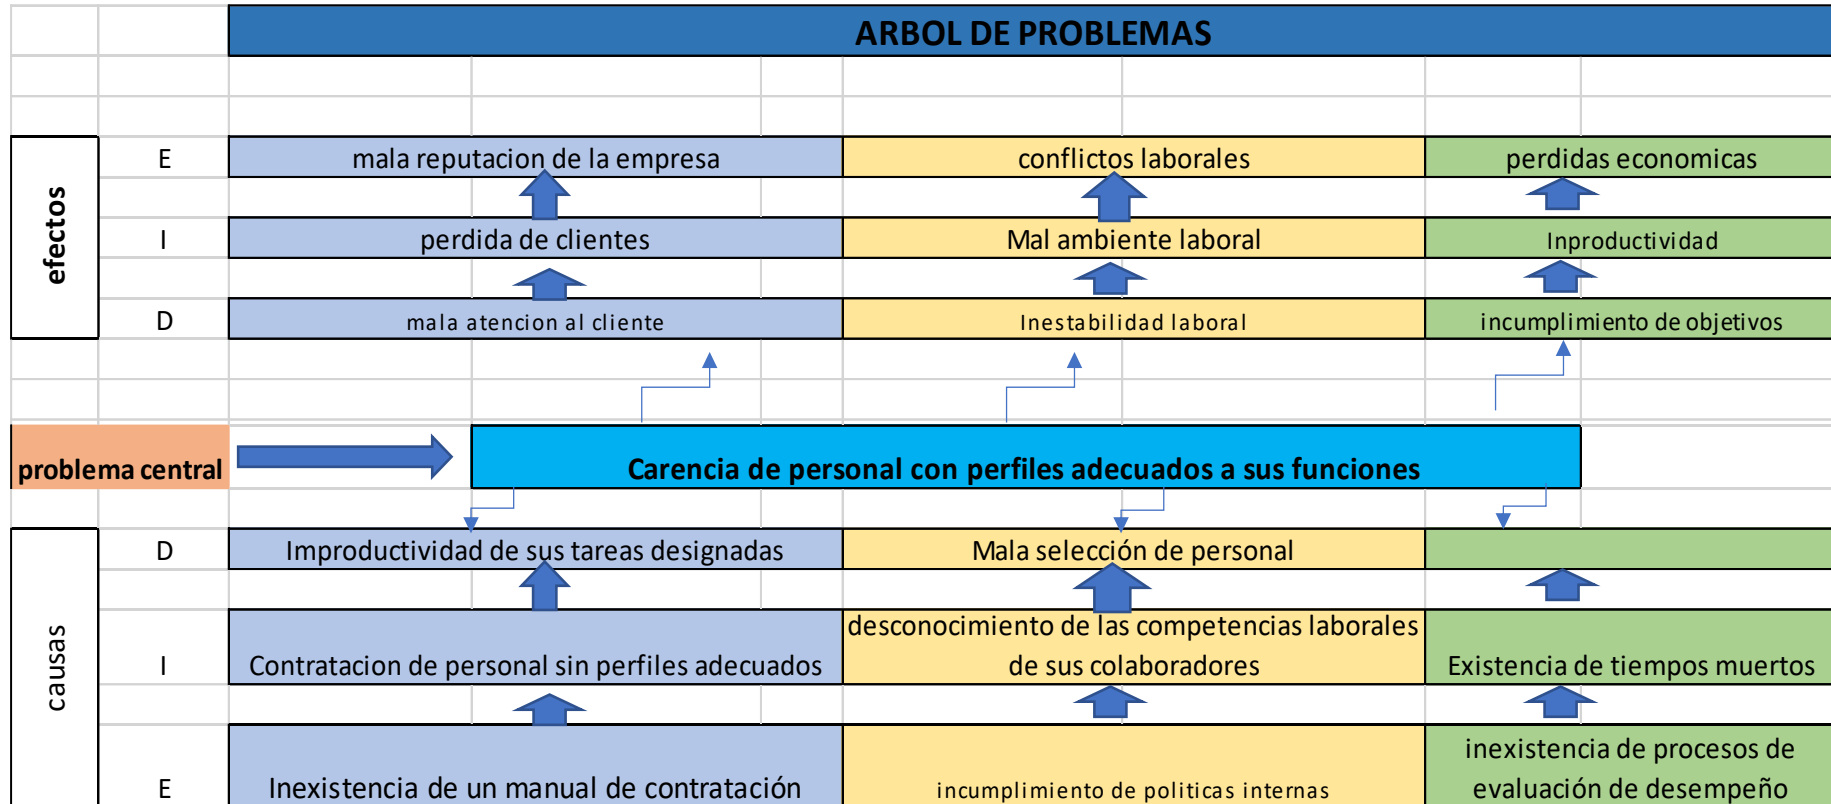 ARBOL DE PROBLEMAS
efectos
E
mala reputacion de la empresa
conflictos laborales
perdidas economicas
I
perdida de clientes
Mal ambiente laboral
Inproductividad
D
mala atencion al cliente
Inestabilidad laboral
incumplimiento de objetivos
problema central
Carencia de personal con perfiles adecuados a sus funciones
causas
D
Improductividad de sus tareas designadas
Mala selección de personal
I
Contratacion de personal sin perfiles adecuados
desconocimiento de las competencias laborales
de sus colaboradores
Existencia de tiempos muertos
E
Inexistencia de un manual de contratación
incumplimiento de politicas internas
inexistencia de procesos de
evaluación de desempeño